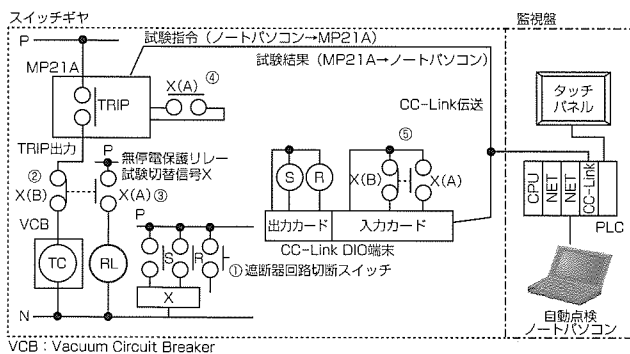 スイッチギヤ
監視盤
P
試験指令（ノートパソコン→MP21A）
MP21A
試験結果（MP21A→ノートパソコン）
X(A) ④
TRIP
CC-Link伝送
タッチ
パネル
TRIP出力
P
無停電保護リレー
試験切替信号X
②
X(B)
X(A) ③
⑤
S
R
X(B)
X(A)
CPU
NET
NET
CC-Link
PLC
VCB
P
出力カード
入力カード
TC
RL
S
R
CC-Link DIO端末
①遮断器回路切断スイッチ
X
N
自動点検
ノートパソコン
VCB：Vacuum Circuit Breaker